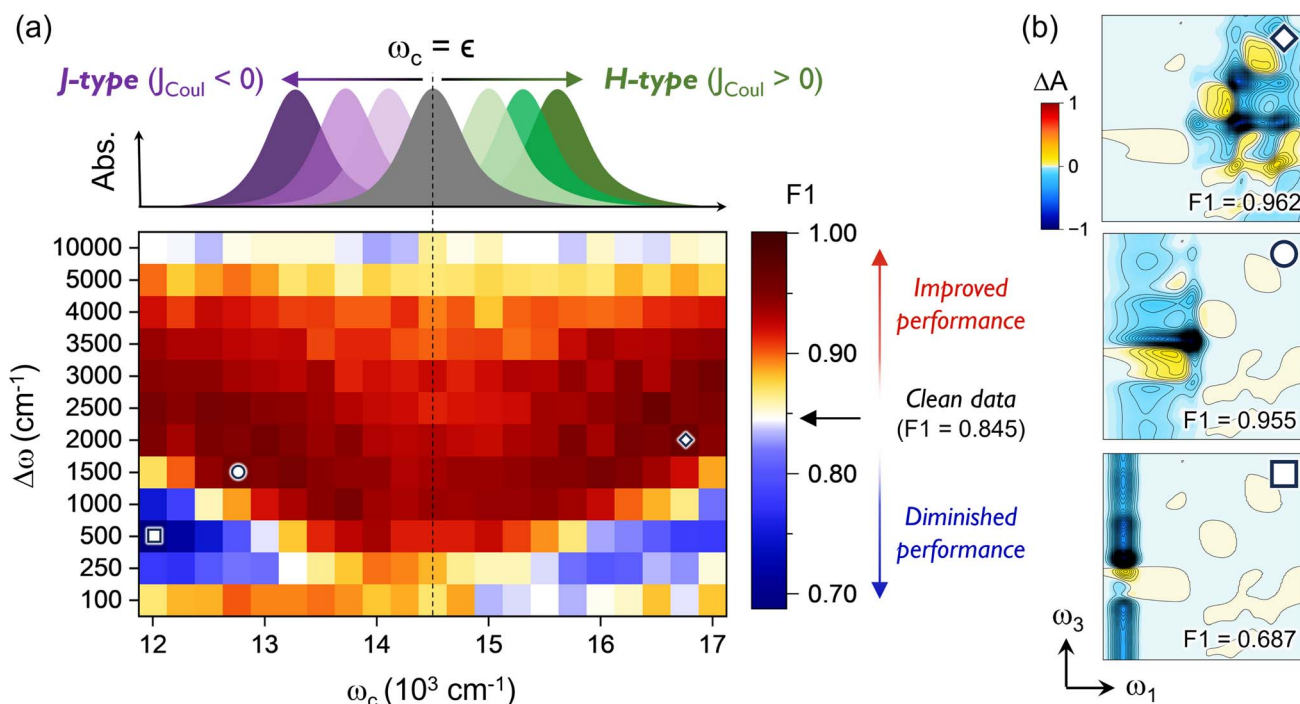 (a)
ω_c = ϵ
J-type (J_Coul < 0)
H-type (J_Coul > 0)
Abs.
F1
10000
5000
4000
3500
3000
2500
2000
1500
1000
500
250
100
Δω (cm⁻¹)
12
13
14
15
16
17
ω_c (10³ cm⁻¹)
1.00
0.90
0.80
0.70
Improved
performance
Clean data
(F1 = 0.845)
Diminished
performance
(b)
ΔA
1
0
−1
F1 = 0.962
F1 = 0.955
F1 = 0.687
ω₃
ω₁